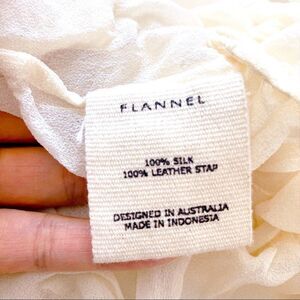 FLANNEL
100% SILK
100% LEATHER STAP
DESIGNED IN AUSTRALIA
MADE IN INDONESIA